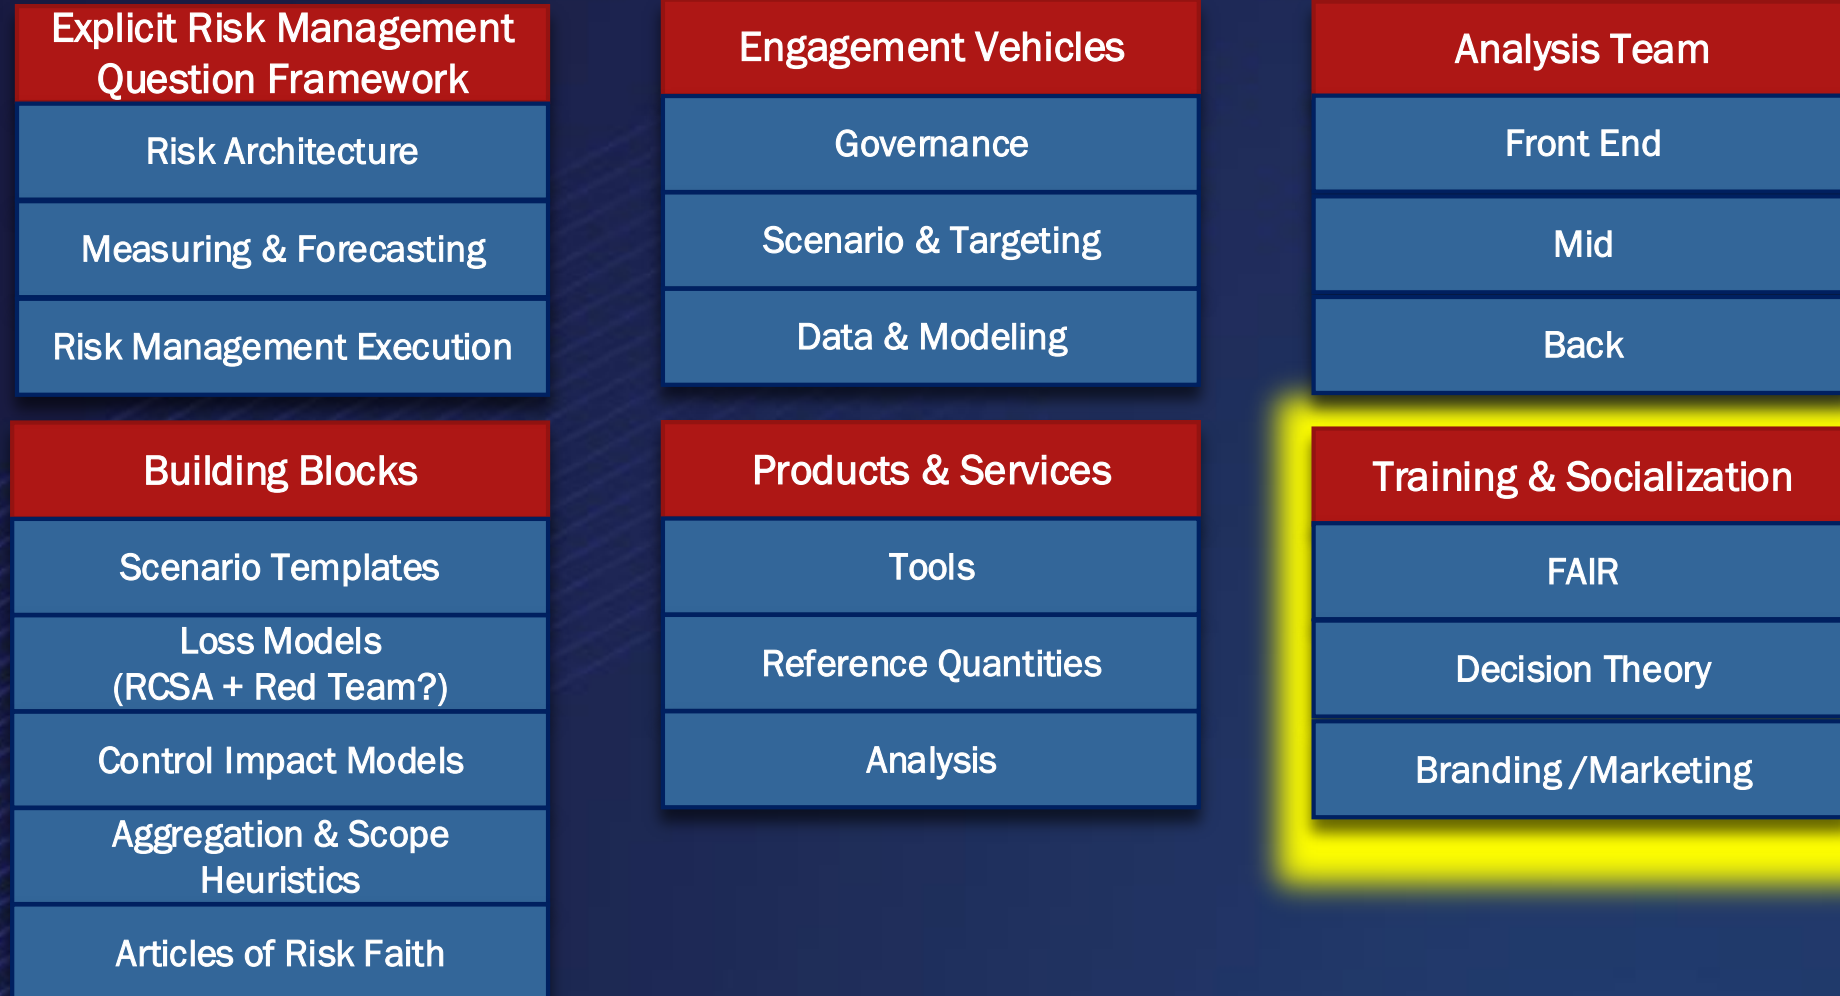 Explicit Risk Management
Question Framework
Risk Architecture
Measuring & Forecasting
Risk Management Execution
Engagement Vehicles
Governance
Scenario & Targeting
Data & Modeling
Analysis Team
Front End
Mid
Back
Building Blocks
Scenario Templates
Loss Models
(RCSA + Red Team?)
Control Impact Models
Aggregation & Scope
Heuristics
Articles of Risk Faith
Products & Services
Tools
Reference Quantities
Analysis
Training & Socialization
FAIR
Decision Theory
Branding /Marketing